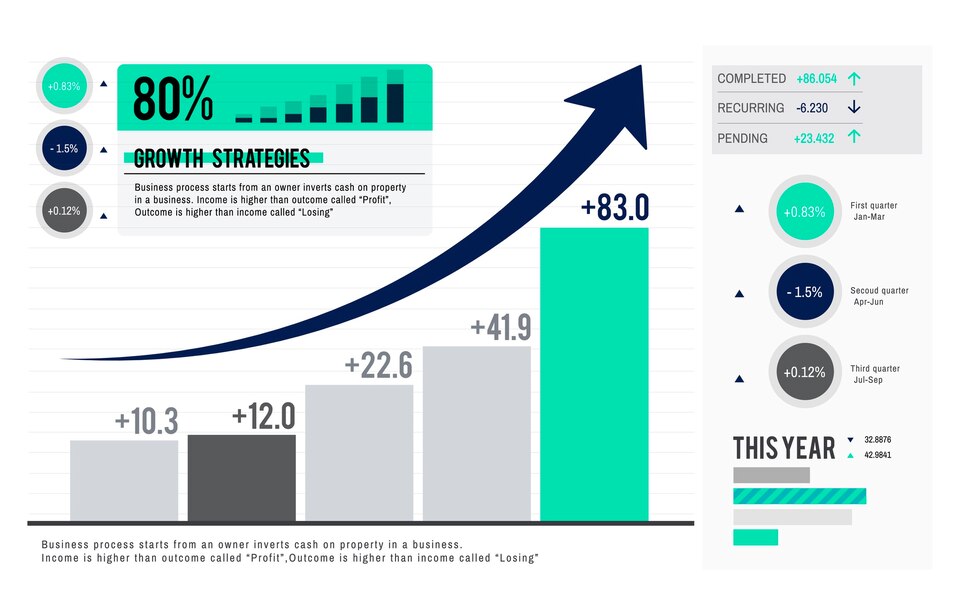 +0.83%
- 1.5%
+0.12%
80%
GROWTH STRATEGIES
Business process starts from an owner inverts cash on property
in a business. Income is higher than outcome called “Profit”,
Outcome is higher than income called “Losing”
+10.3
+12.0
+22.6
+41.9
+83.0
Business process starts from an owner inverts cash on property in a business.
Income is higher than outcome called “Profit”,Outcome is higher than income called “Losing”
COMPLETED +86.054
RECURRING -6.230
PENDING +23.432
+0.83%
First quarter
Jan-Mar
- 1.5%
Secoud quarter
Apr-Jun
+0.12%
Third quarter
Jul-Sep
THIS YEAR
32.8876
42.9841